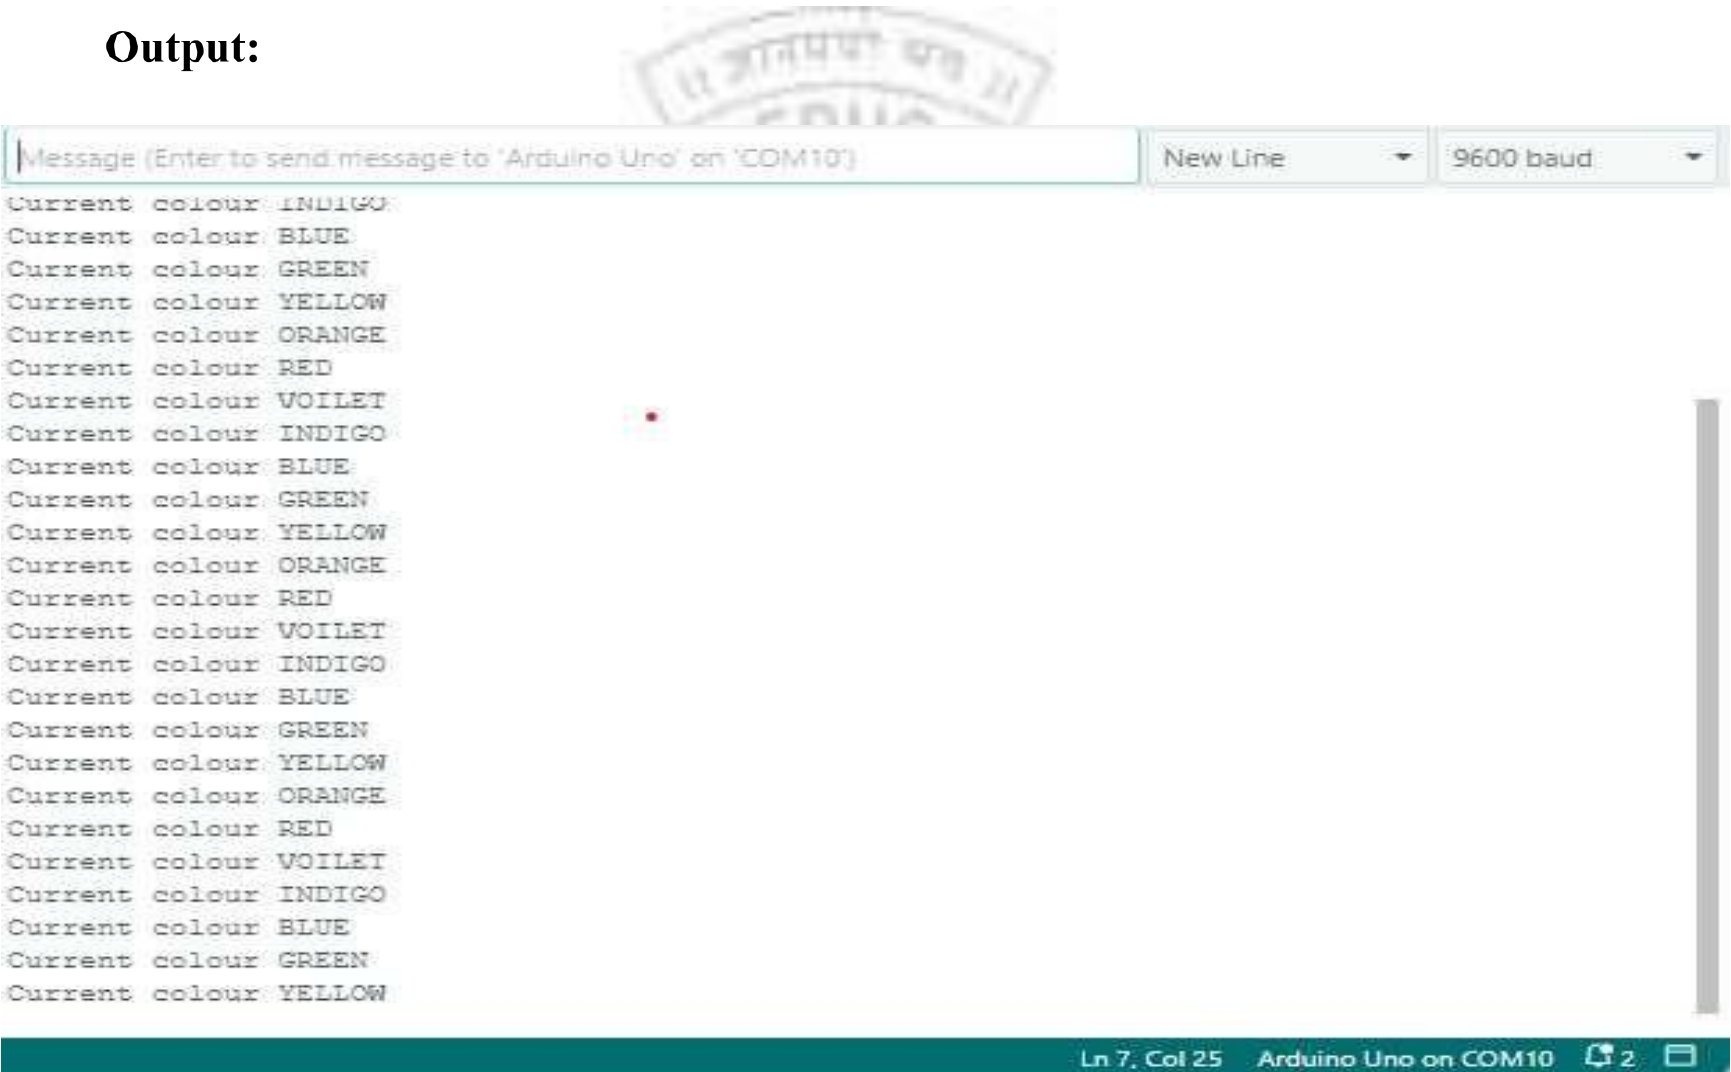 Output:
॥ ज्ञानमेवा धनं ॥
Message (Enter to send message to 'Arduino Uno' on 'COM10')
New Line
9600 baud
Current colour INDIGO
Current colour BLUE
Current colour GREEN
Current colour YELLOW
Current colour ORANGE
Current colour RED
Current colour VOILET
Current colour INDIGO
Current colour BLUE
Current colour GREEN
Current colour YELLOW
Current colour ORANGE
Current colour RED
Current colour VOILET
Current colour INDIGO
Current colour BLUE
Current colour GREEN
Current colour YELLOW
Current colour ORANGE
Current colour RED
Current colour VOILET
Current colour INDIGO
Current colour BLUE
Current colour GREEN
Current colour YELLOW
Ln 7, Col 25 Arduino Uno on COM10 2